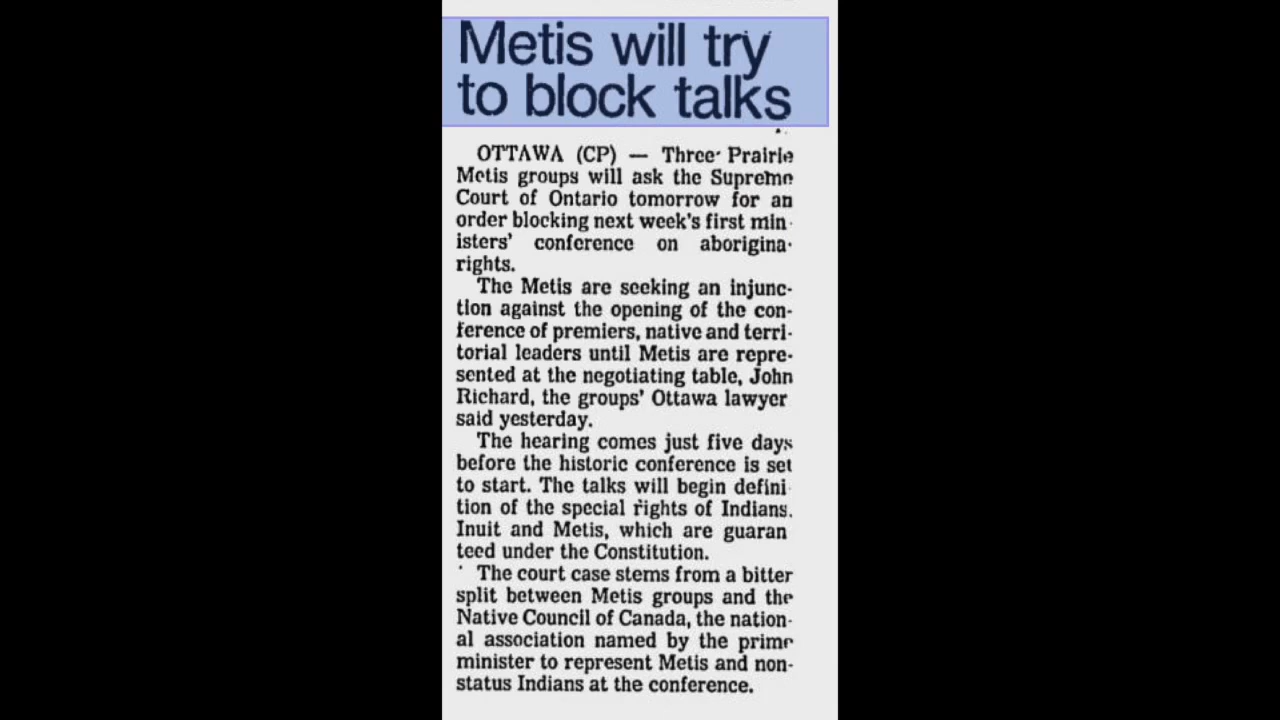 Metis will try
to block talks
OTTAWA (CP) — Three Prairie
Metis groups will ask the Supreme
Court of Ontario tomorrow for an
order blocking next week's first min-
isters' conference on aborigina-
rights.
The Metis are seeking an injunc-
tion against the opening of the con-
ference of premiers, native and terri-
torial leaders until Metis are repre-
sented at the negotiating table, John
Richard, the groups' Ottawa lawyer
said yesterday.
The hearing comes just five days
before the historic conference is set
to start. The talks will begin defini-
tion of the special rights of Indians,
Inuit and Metis, which are guaran
teed under the Constitution.
The court case stems from a bitter
split between Metis groups and the
Native Council of Canada, the nation-
al association named by the prime
minister to represent Metis and non-
status Indians at the conference.